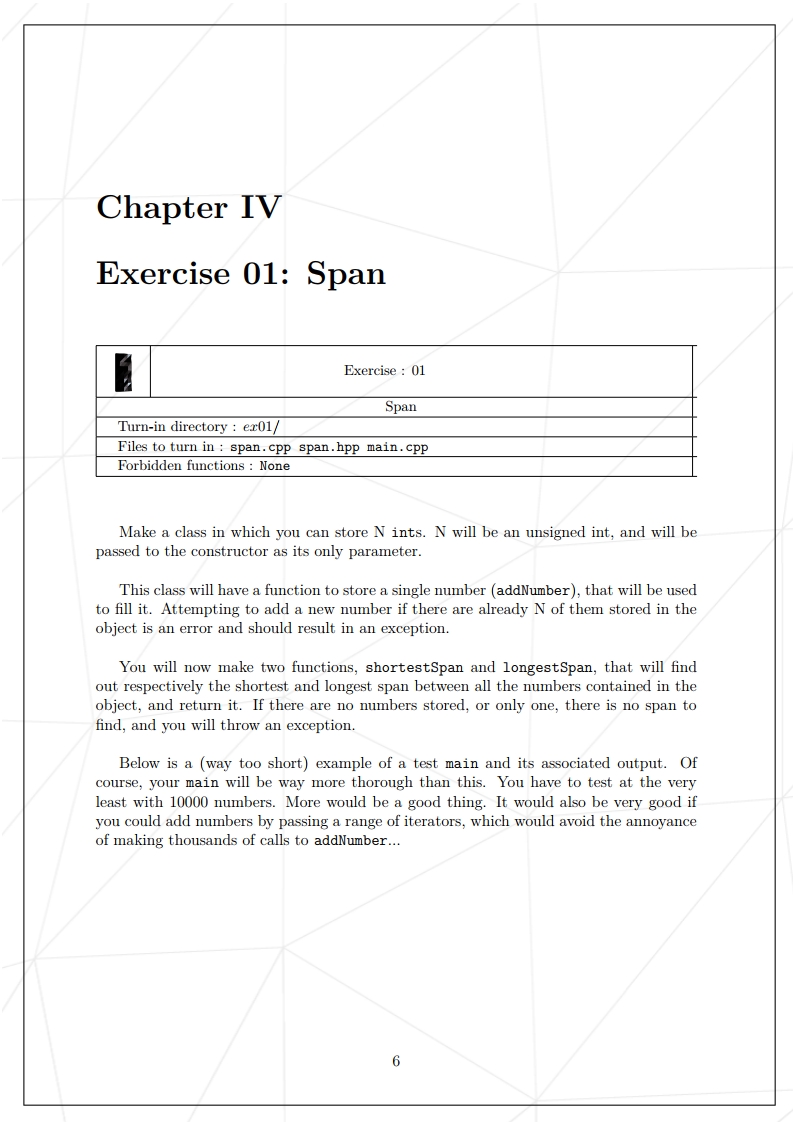 Chapter IV
Exercise 01: Span
Exercise : 01
Span
Turn-in directory : ex01/
Files to turn in : span.cpp span.hpp main.cpp
Forbidden functions : None
Make a class in which you can store N ints. N will be an unsigned int, and will be
passed to the constructor as its only parameter.
This class will have a function to store a single number (addNumber), that will be used
to fill it. Attempting to add a new number if there are already N of them stored in the
object is an error and should result in an exception.
You will now make two functions, shortestSpan and longestSpan, that will find
out respectively the shortest and longest span between all the numbers contained in the
object, and return it. If there are no numbers stored, or only one, there is no span to
find, and you will throw an exception.
Below is a (way too short) example of a test main and its associated output. Of
course, your main will be way more thorough than this. You have to test at the very
least with 10000 numbers. More would be a good thing. It would also be very good if
you could add numbers by passing a range of iterators, which would avoid the annoyance
of making thousands of calls to addNumber...
6